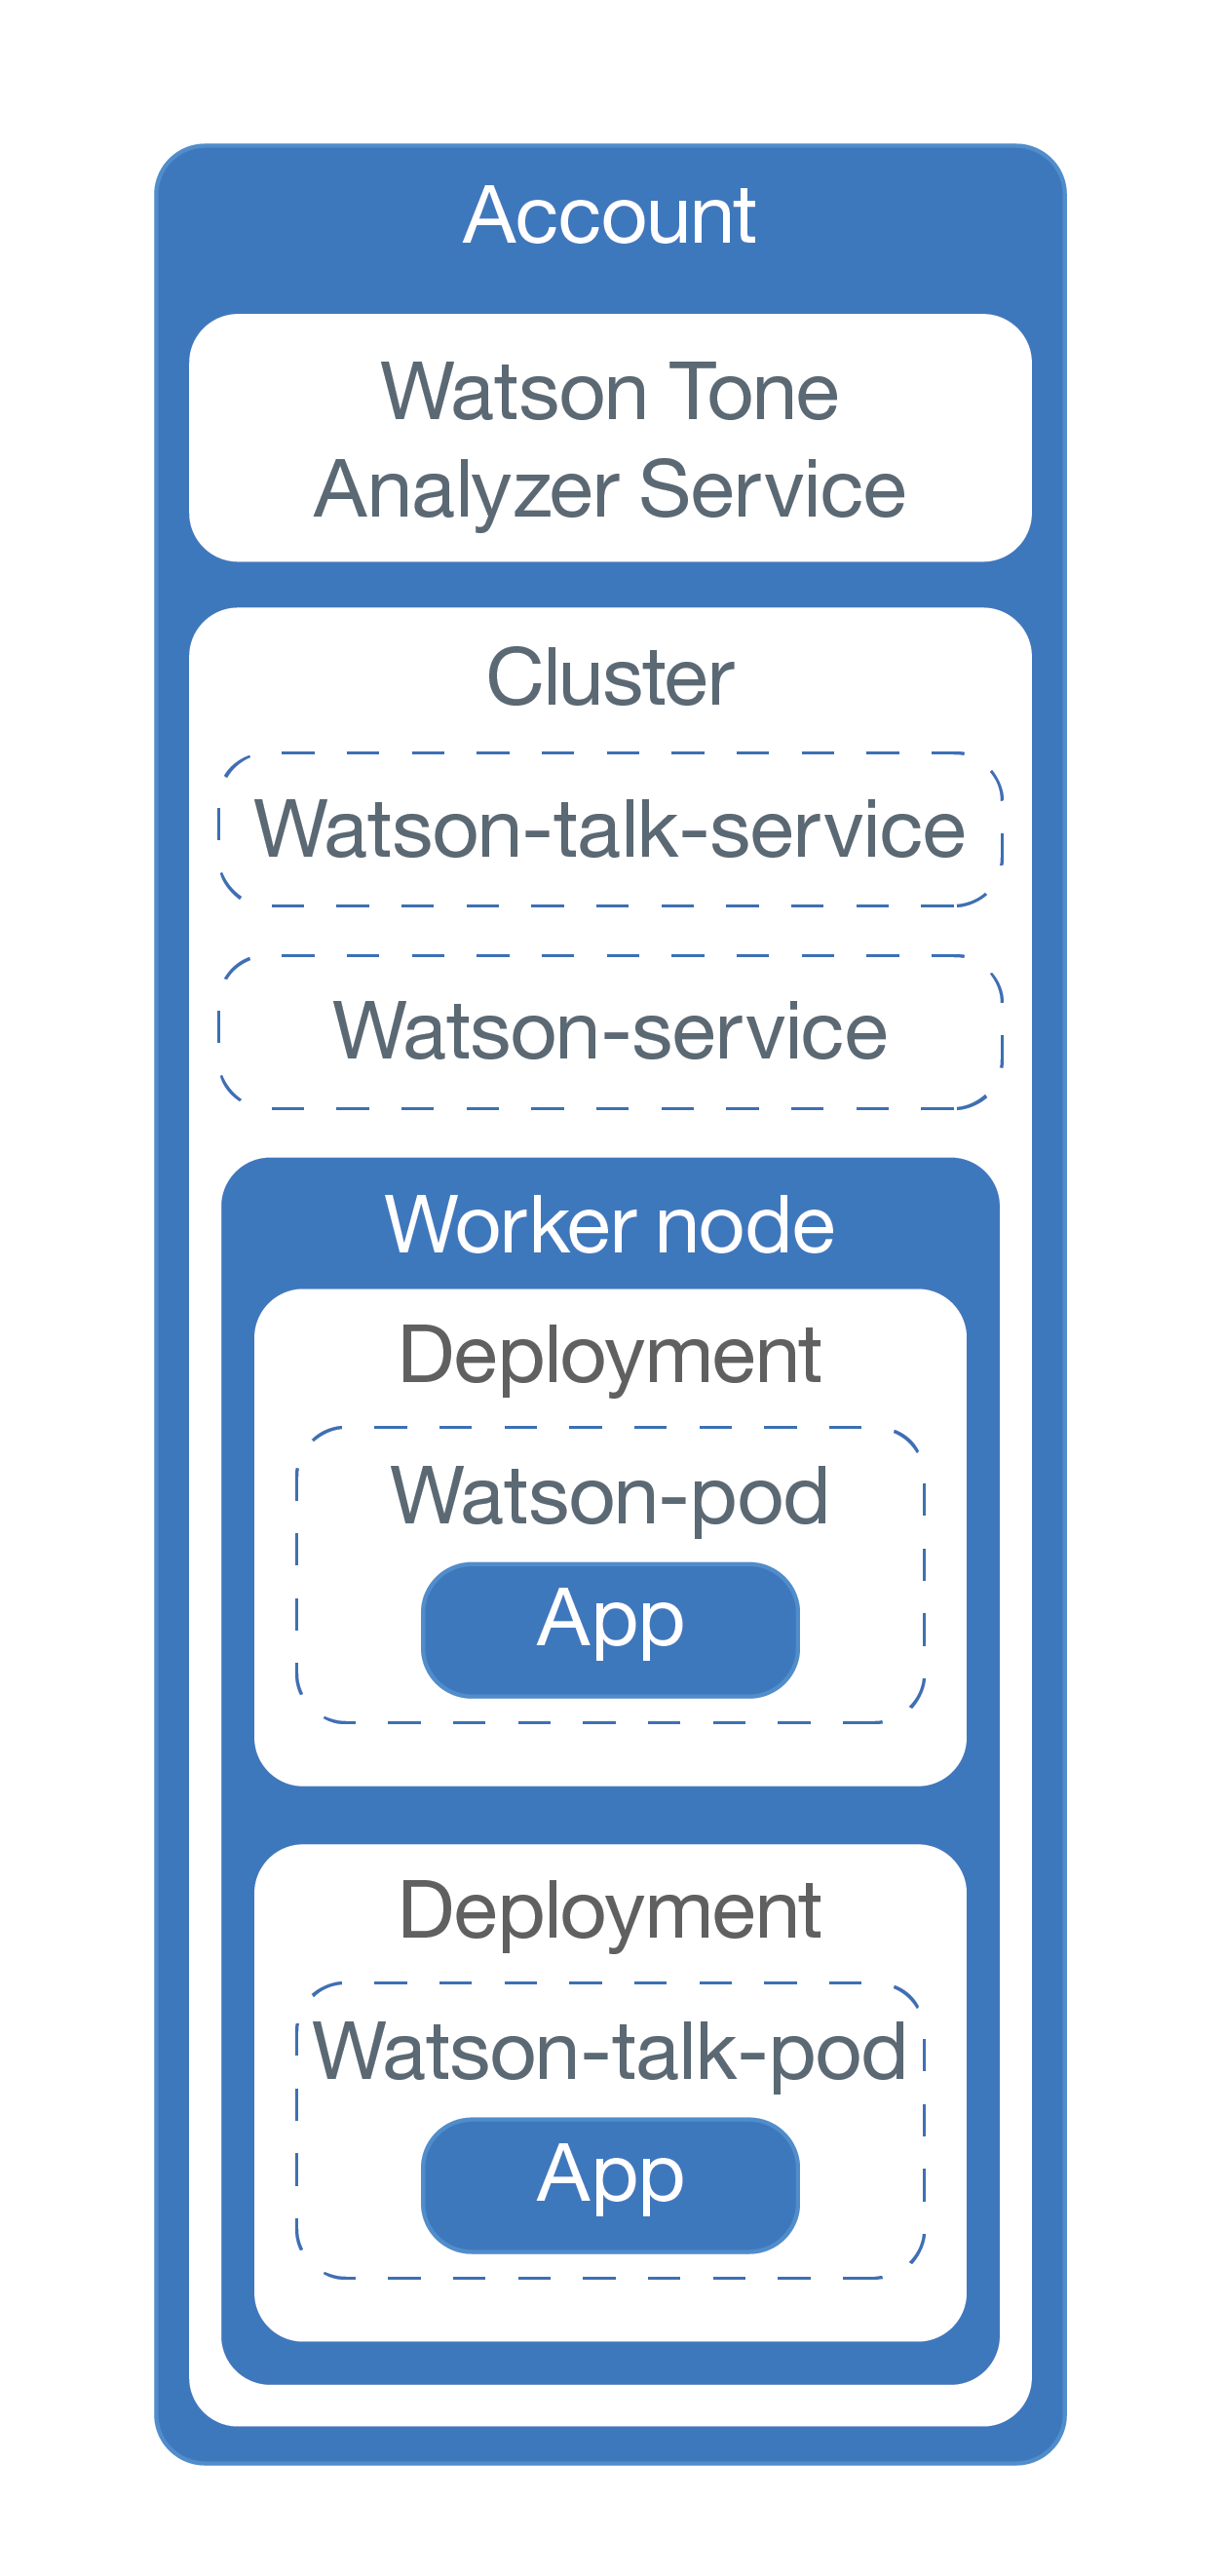 Account
Watson Tone
Analyzer Service
Cluster
Watson-talk-service
Watson-service
Worker node
Deployment
Watson-pod
App
Deployment
Watson-talk-pod
App